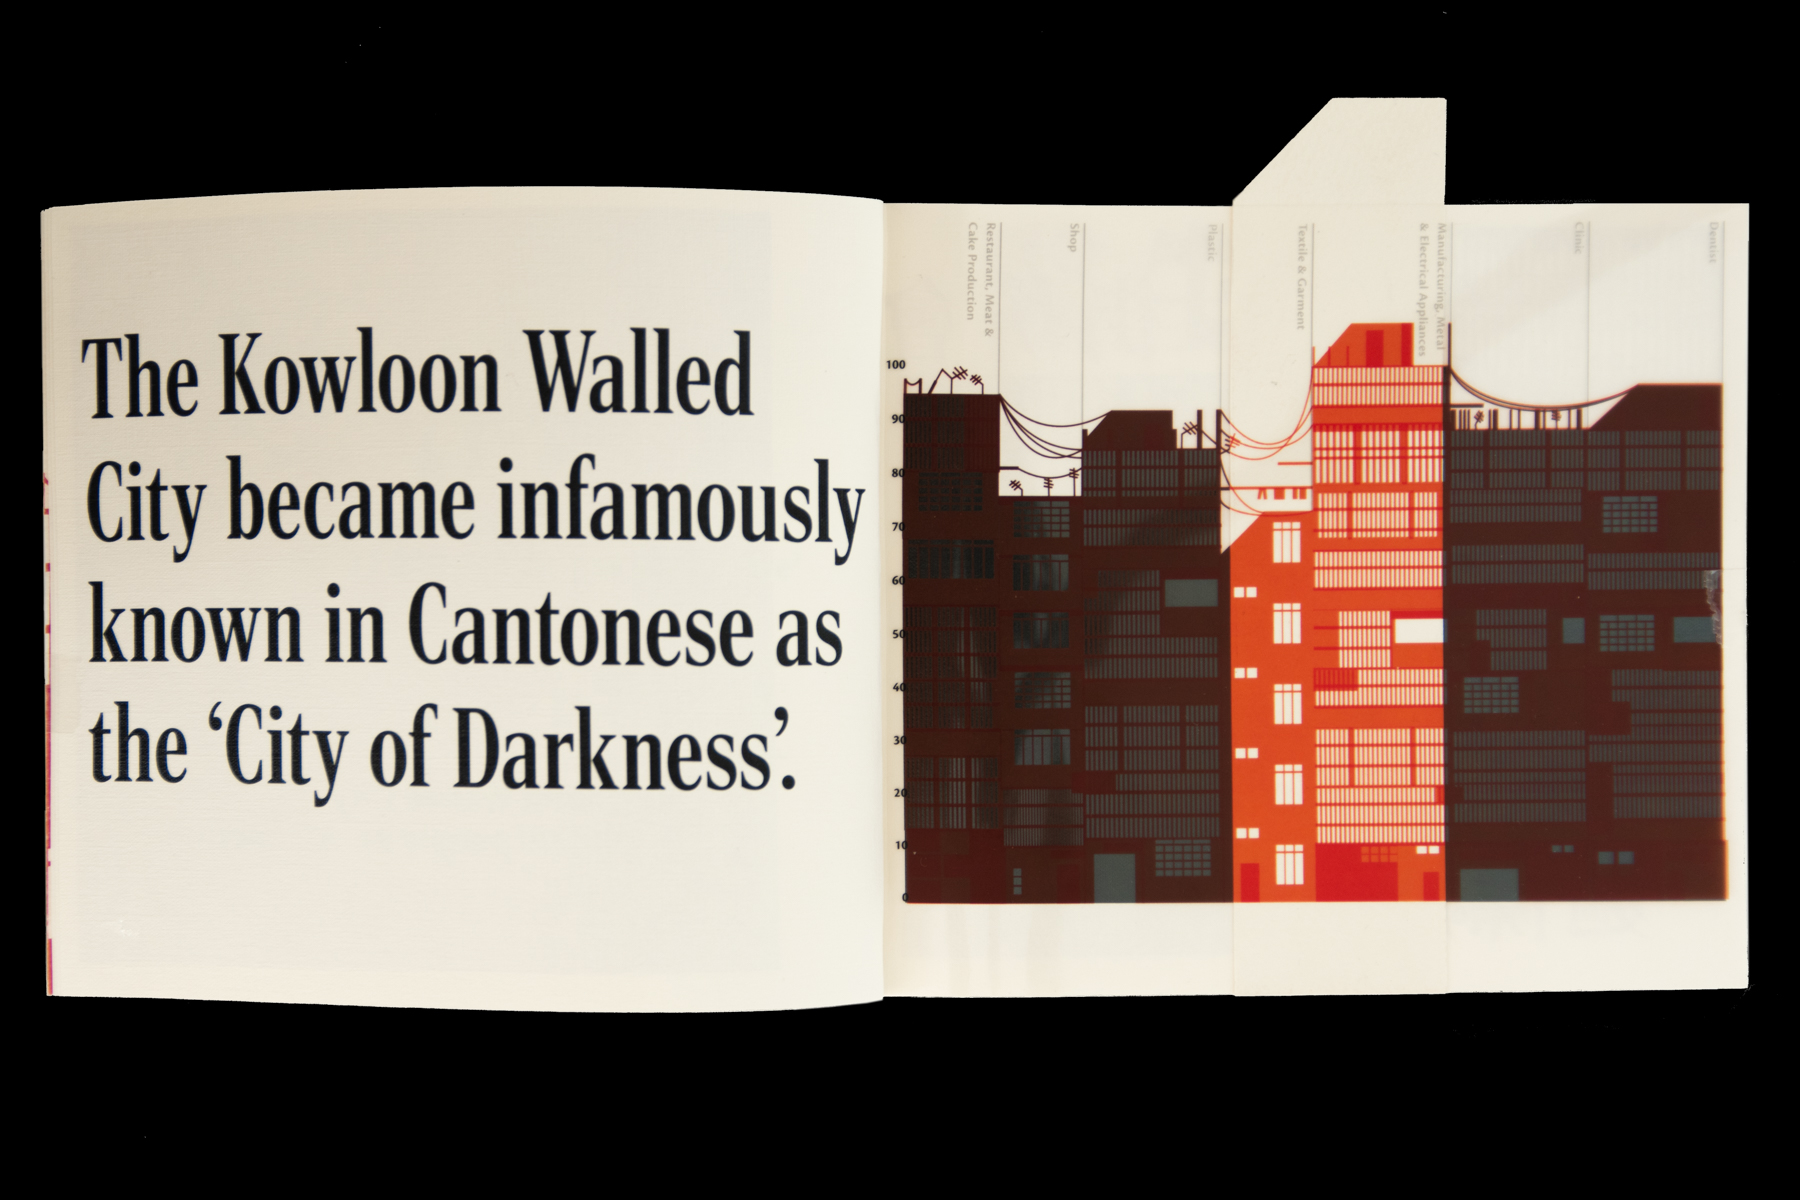 The Kowloon Walled
City became infamously
known in Cantonese as
the ‘City of Darkness’.
Restaurant, Meat &
Cake Production
Shop
Plastic
Textile & Garment
Manufacturing, Metal
& Electrical Appliances
Clinic
Dentist
100
90
80
70
60
50
40
30
20
10
0